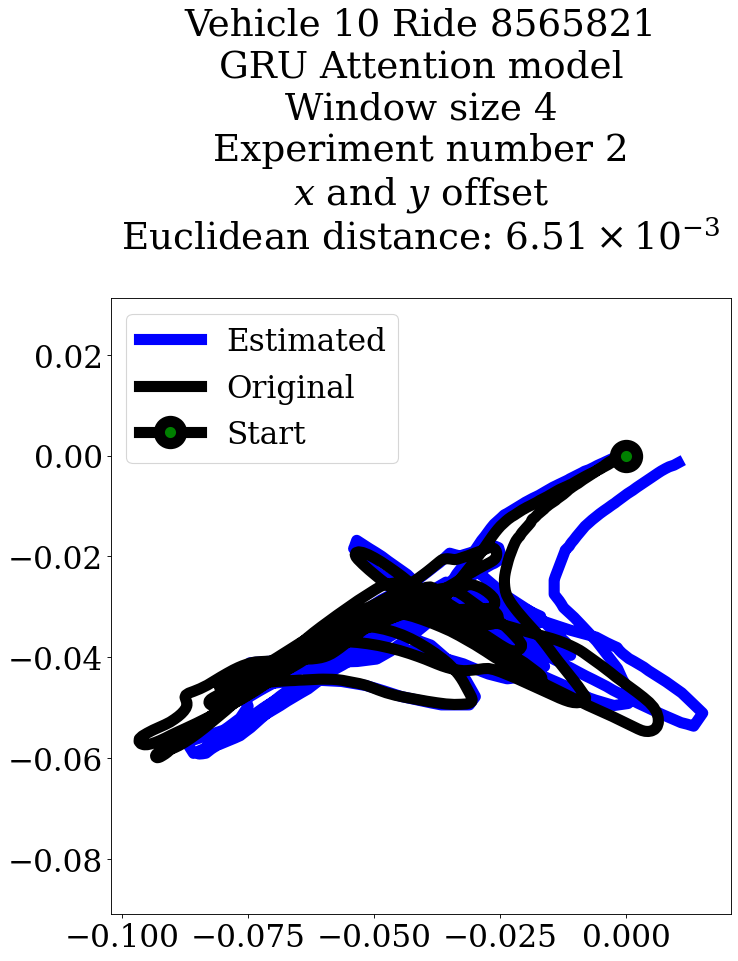 Vehicle 10 Ride 8565821
GRU Attention model
Window size 4
Experiment number 2
x and y offset
Euclidean distance: 6.51 × 10⁻³
Estimated
Original
Start
0.02
0.00
−0.02
−0.04
−0.06
−0.08
−0.100 −0.075 −0.050 −0.025 0.000